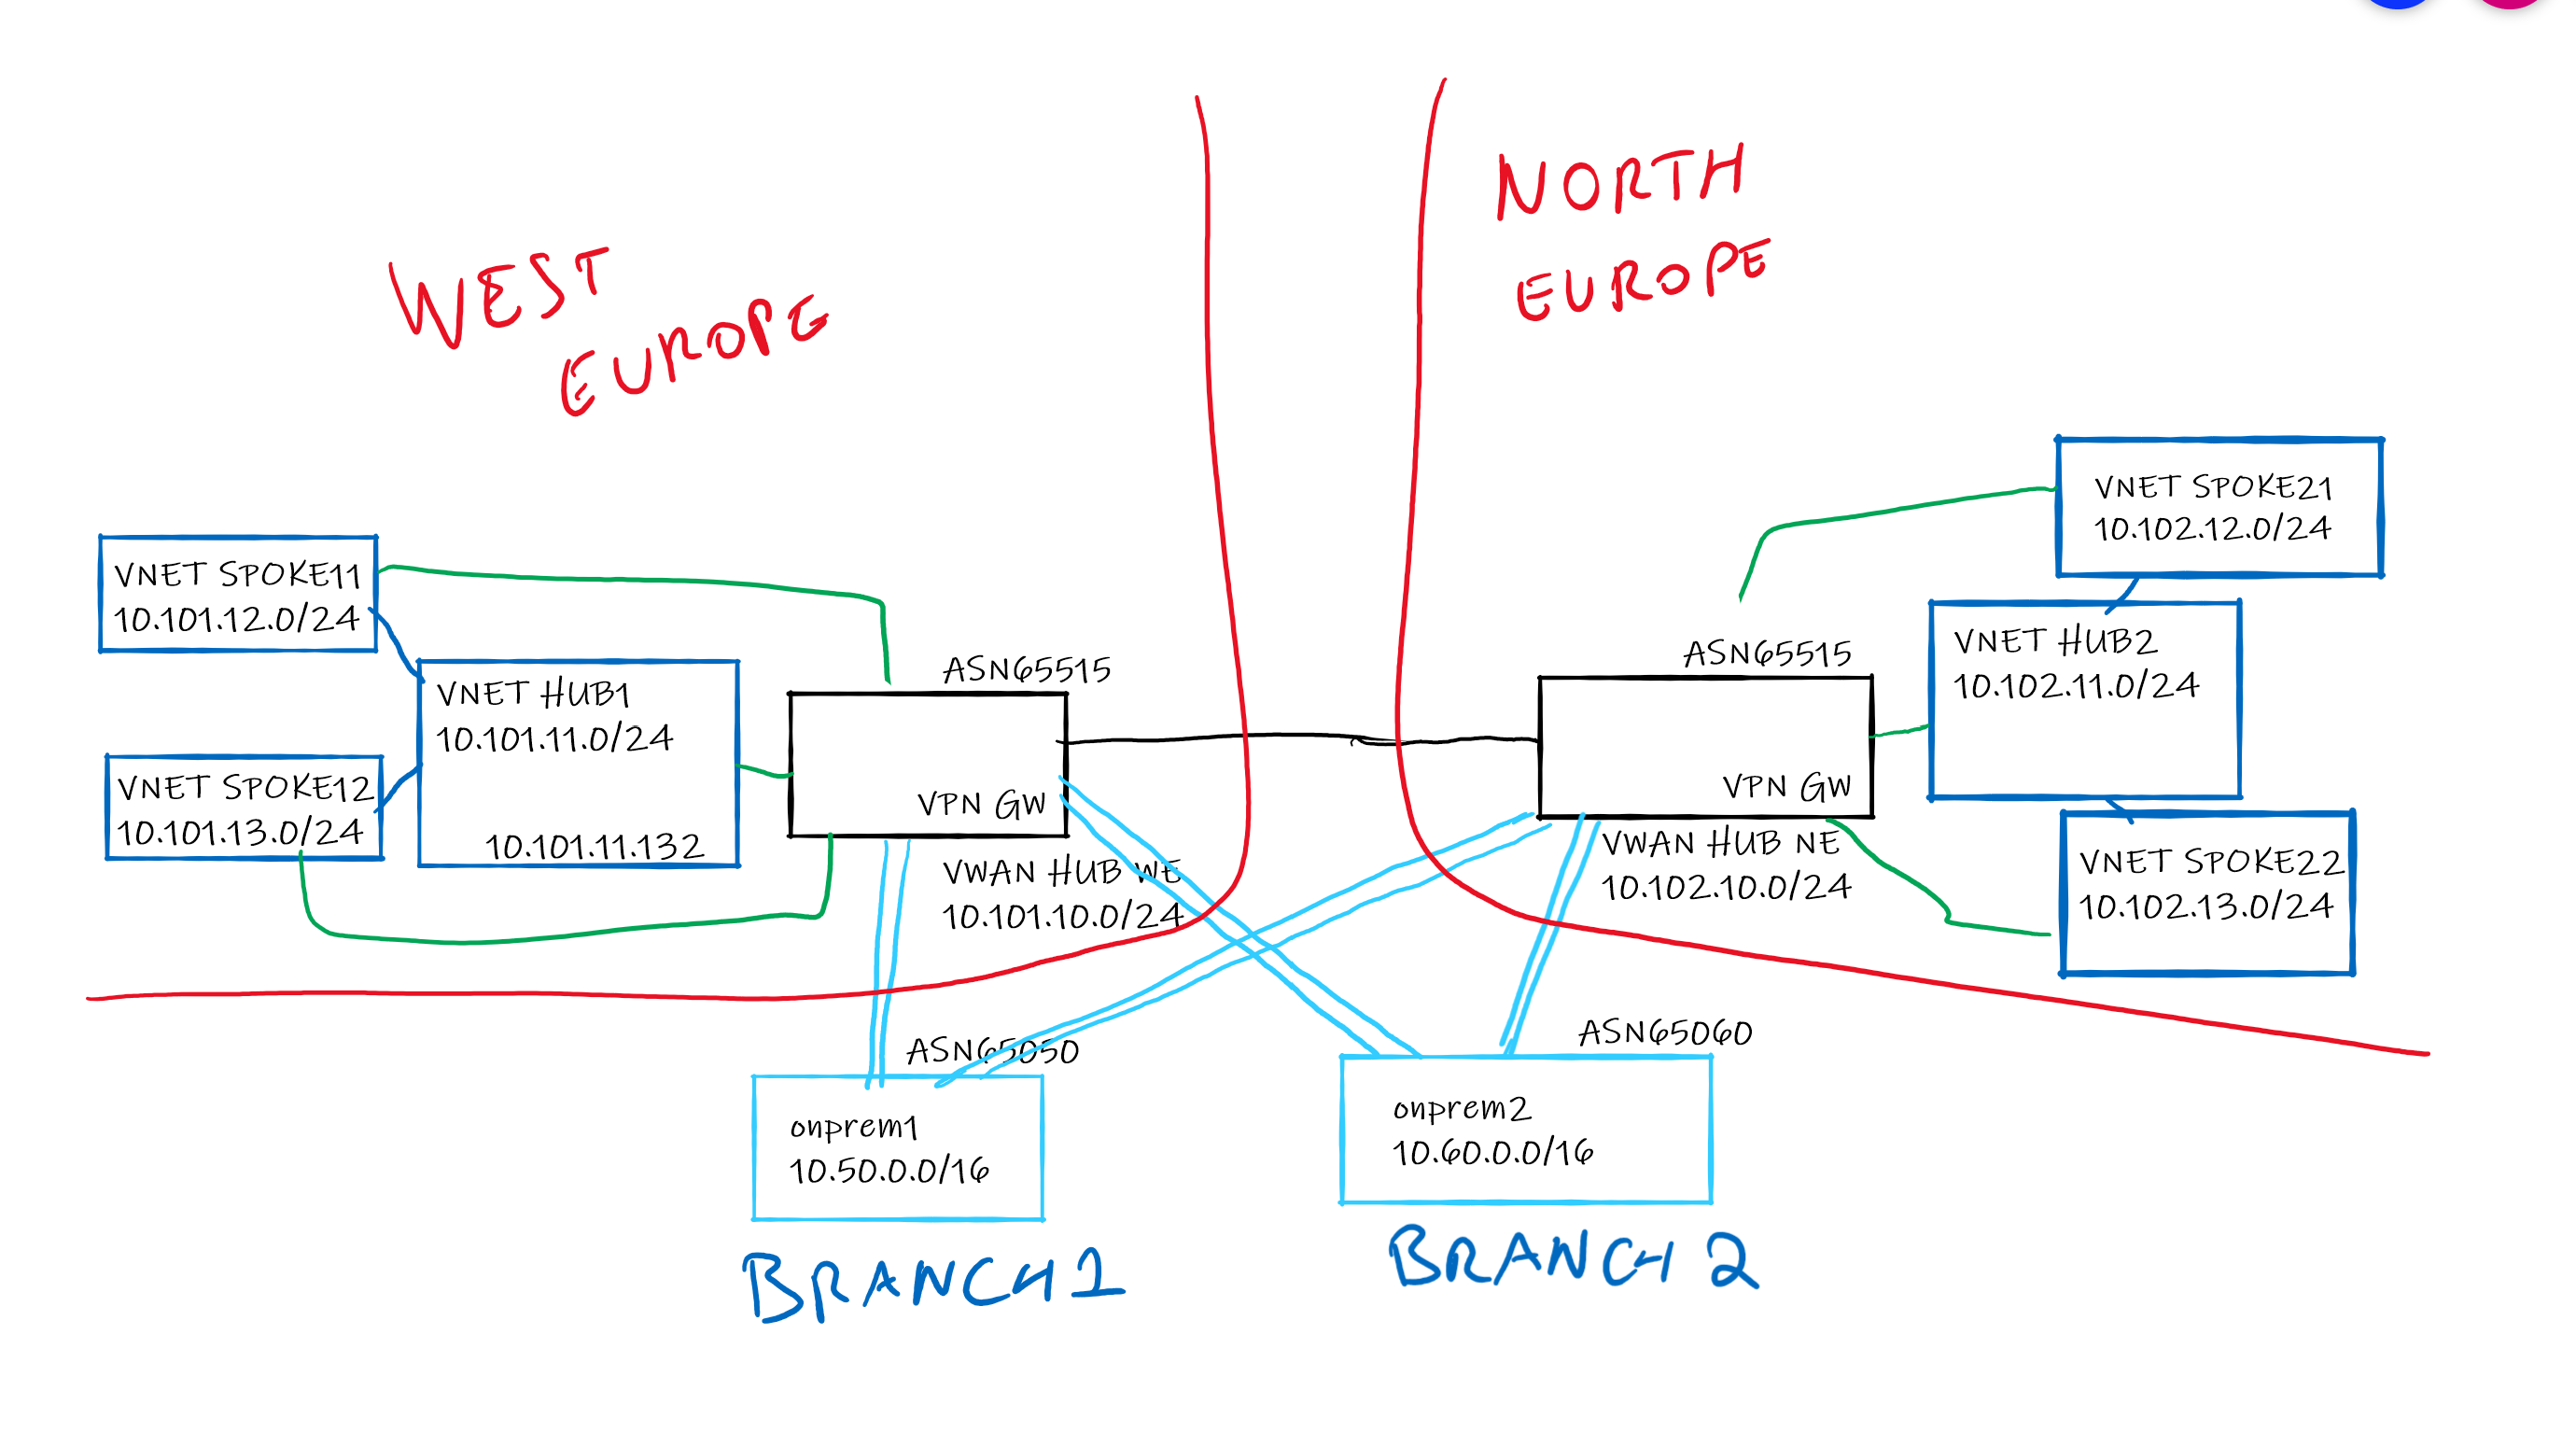 WEST
EUROPE
NORTH
EUROPE
VNET SPOKE11
10.101.12.0/24
VNET SPOKE12
10.101.13.0/24
VNET HUB1
10.101.11.0/24
10.101.11.132
ASN65515
VPN GW
VWAN HUB WE
10.101.10.0/24
ASN65515
VPN GW
VWAN HUB NE
10.102.10.0/24
VNET SPOKE21
10.102.12.0/24
VNET HUB2
10.102.11.0/24
VNET SPOKE22
10.102.13.0/24
ASN65050
onprem1
10.50.0.0/16
BRANCH 1
ASN65060
onprem2
10.60.0.0/16
BRANCH 2